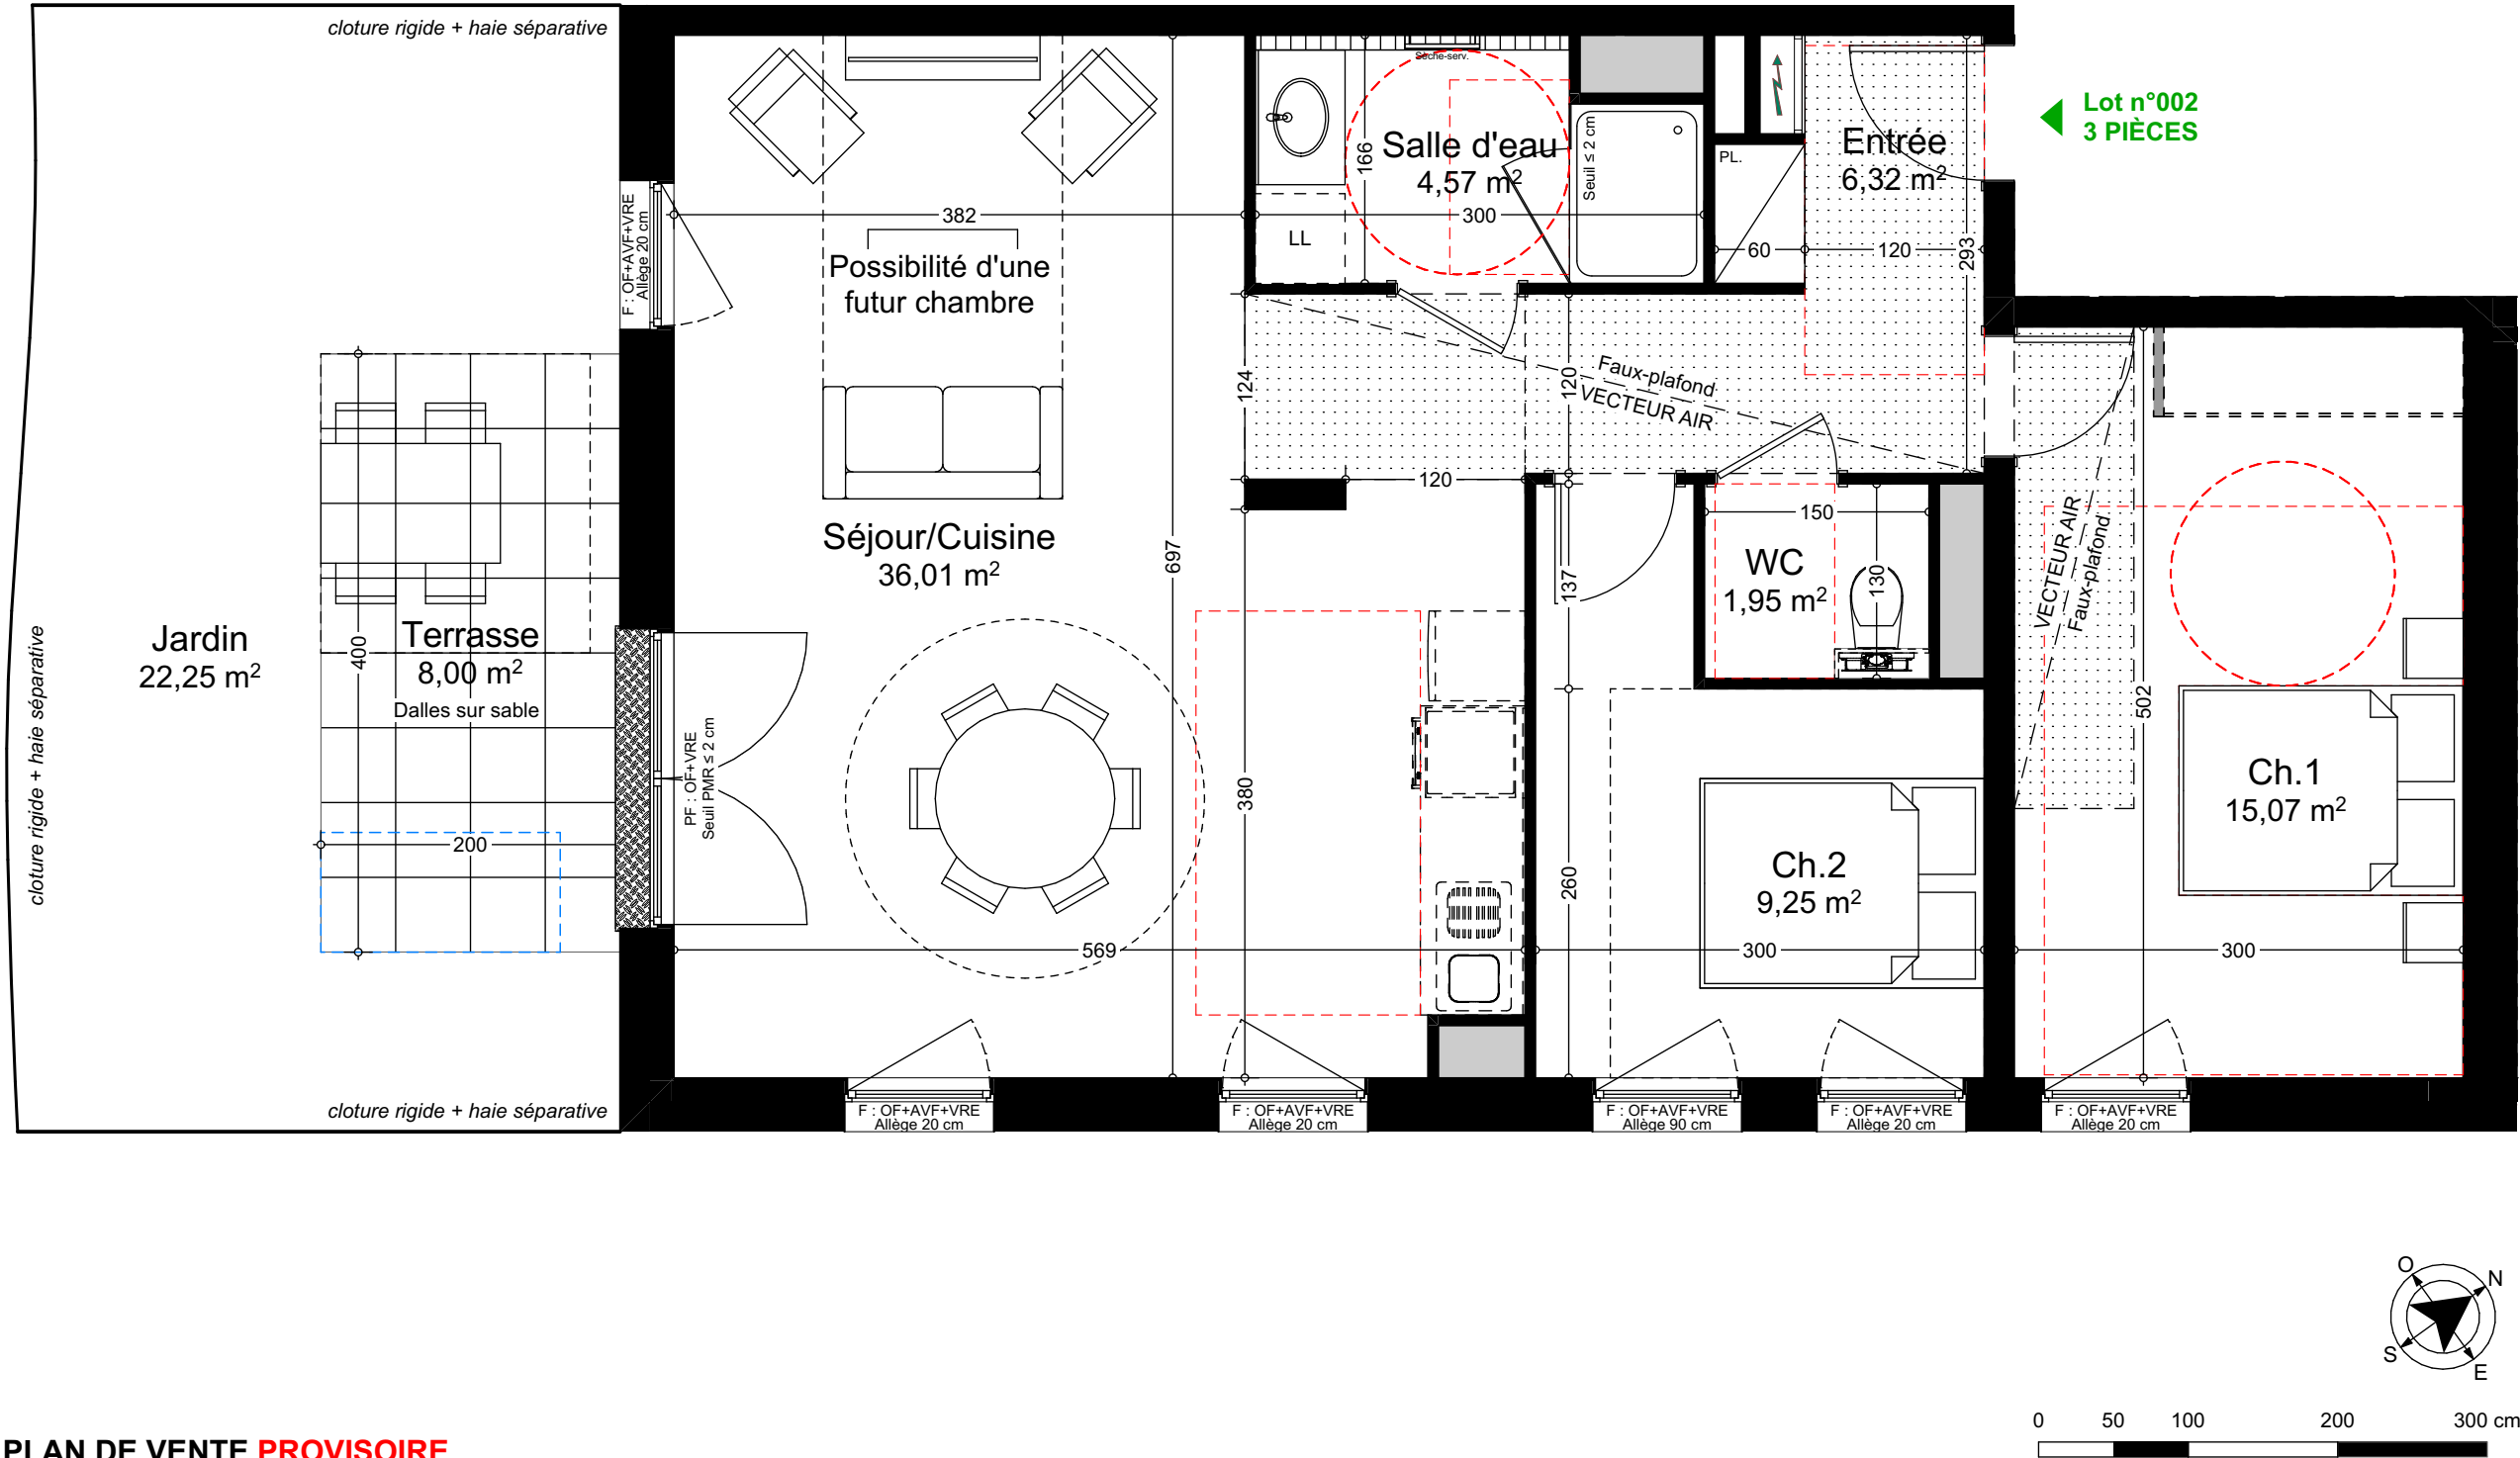 cloture rigide + haie séparative
Lot n°002
3 PIÈCES
Sèche-serv.
Salle d'eau
4,57 m²
166
Seuil ≤ 2 cm
PL.
Entrée
6,32 m²
F : OF+AVF+VRE
Allège 20 cm
382
300
LL
60
120
293
Possibilité d'une
futur chambre
124
120
Faux-plafond
VECTEUR AIR
120
150
Séjour/Cuisine
36,01 m²
697
137
WC
1,95 m²
130
VECTEUR AIR
Faux-plafond
cloture rigide + haie séparative
Jardin
22,25 m²
400
Terrasse
8,00 m²
Dalles sur sable
PF : OF+VRE
Seuil PMR ≤ 2 cm
502
380
Ch.1
15,07 m²
200
260
Ch.2
9,25 m²
569
300
300
cloture rigide + haie séparative
F : OF+AVF+VRE
Allège 20 cm
F : OF+AVF+VRE
Allège 20 cm
F : OF+AVF+VRE
Allège 90 cm
F : OF+AVF+VRE
Allège 20 cm
F : OF+AVF+VRE
Allège 20 cm
O
N
S
E
0 50 100 200 300 cm
PLAN DE VENTE PROVISOIRE